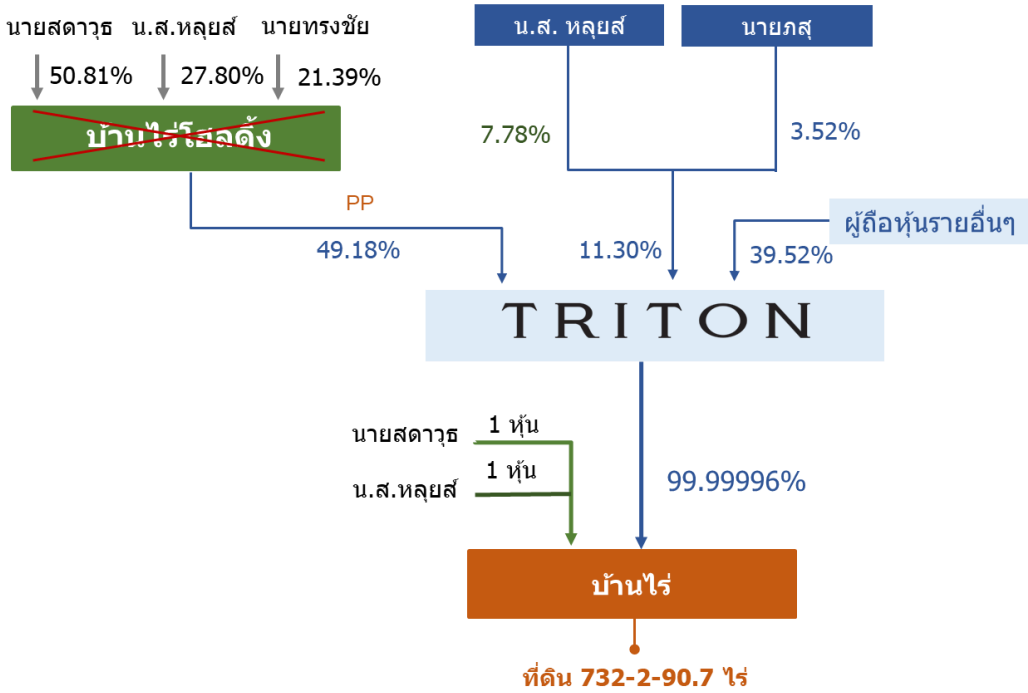 นายสดาวุธ น.ส.หลุยส์ นายทรงชัย
50.81% 27.80% 21.39%
บ้านไร่โฮลดิ้ง
น.ส. หลุยส์ นายภสุ
7.78% 3.52%
PP
49.18%
11.30%
39.52%
ผู้ถือหุ้นรายอื่นๆ
TRITON
นายสดาวุธ 1 หุ้น
น.ส.หลุยส์ 1 หุ้น
99.99996%
บ้านไร่
ที่ดิน 732-2-90.7 ไร่